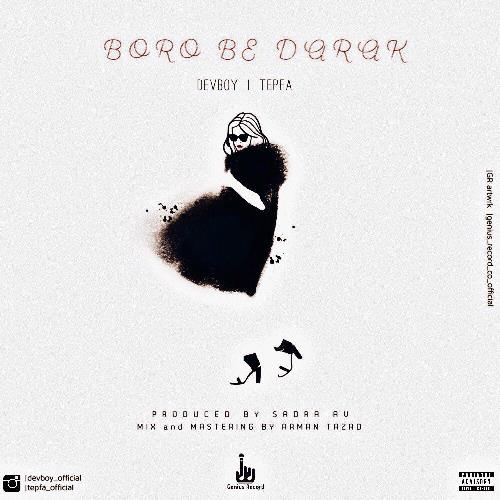 BORO BE DARAK
DEVBOY | TEPFA
|GR artwrk |genius_record_co_official
PRODUCED BY SADRA AV
MIX and MASTERING BY ARMAN TAZAD
Genius Record
|devboy_official
|tepfa_official
PARENTAL
ADVISORY